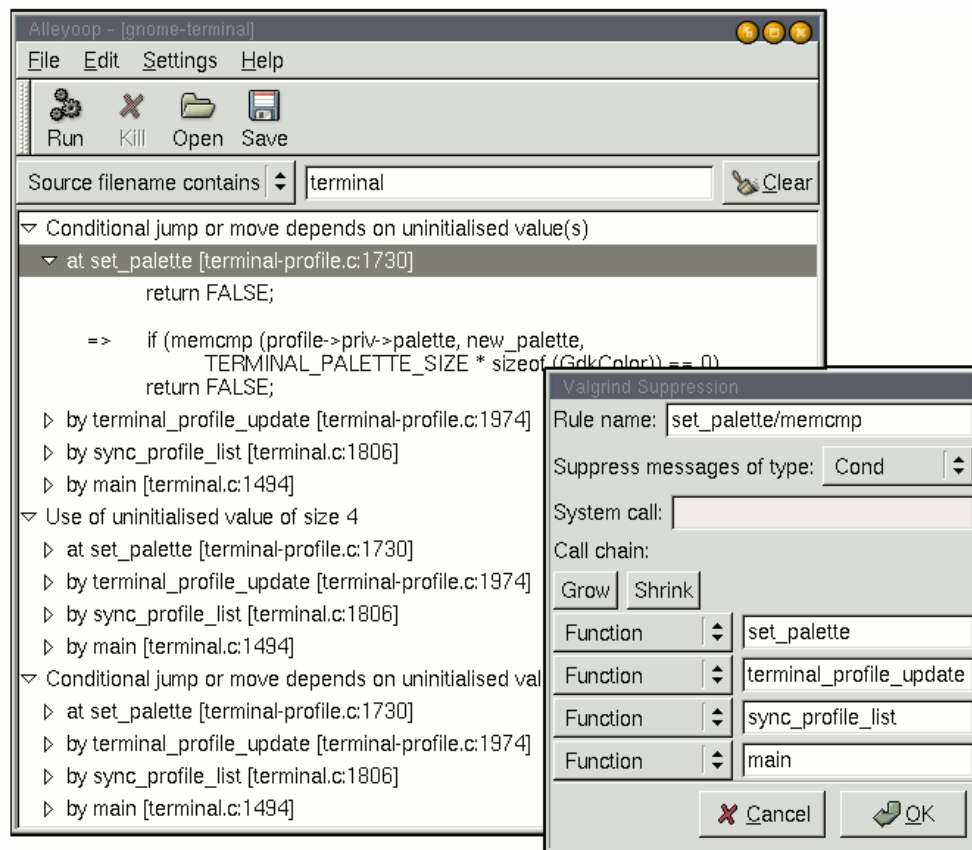 Alleyoop - [gnome-terminal]
File Edit Settings Help
Run Kill Open Save
Source filename contains terminal Clear
Conditional jump or move depends on uninitialised value(s)
at set_palette [terminal-profile.c:1730]
return FALSE;
=> if (memcmp (profile->priv->palette, new_palette,
TERMINAL_PALETTE_SIZE * sizeof (GdkColor)) == 0)
return FALSE;
by terminal_profile_update [terminal-profile.c:1974]
by sync_profile_list [terminal.c:1806]
by main [terminal.c:1494]
Use of uninitialised value of size 4
at set_palette [terminal-profile.c:1730]
by terminal_profile_update [terminal-profile.c:1974]
by sync_profile_list [terminal.c:1806]
by main [terminal.c:1494]
Conditional jump or move depends on uninitialised val
at set_palette [terminal-profile.c:1730]
by terminal_profile_update [terminal-profile.c:1974]
by sync_profile_list [terminal.c:1806]
by main [terminal.c:1494]
Valgrind Suppression
Rule name: set_palette/memcmp
Suppress messages of type: Cond
System call:
Call chain:
Grow Shrink
Function set_palette
Function terminal_profile_update
Function sync_profile_list
Function main
Cancel OK